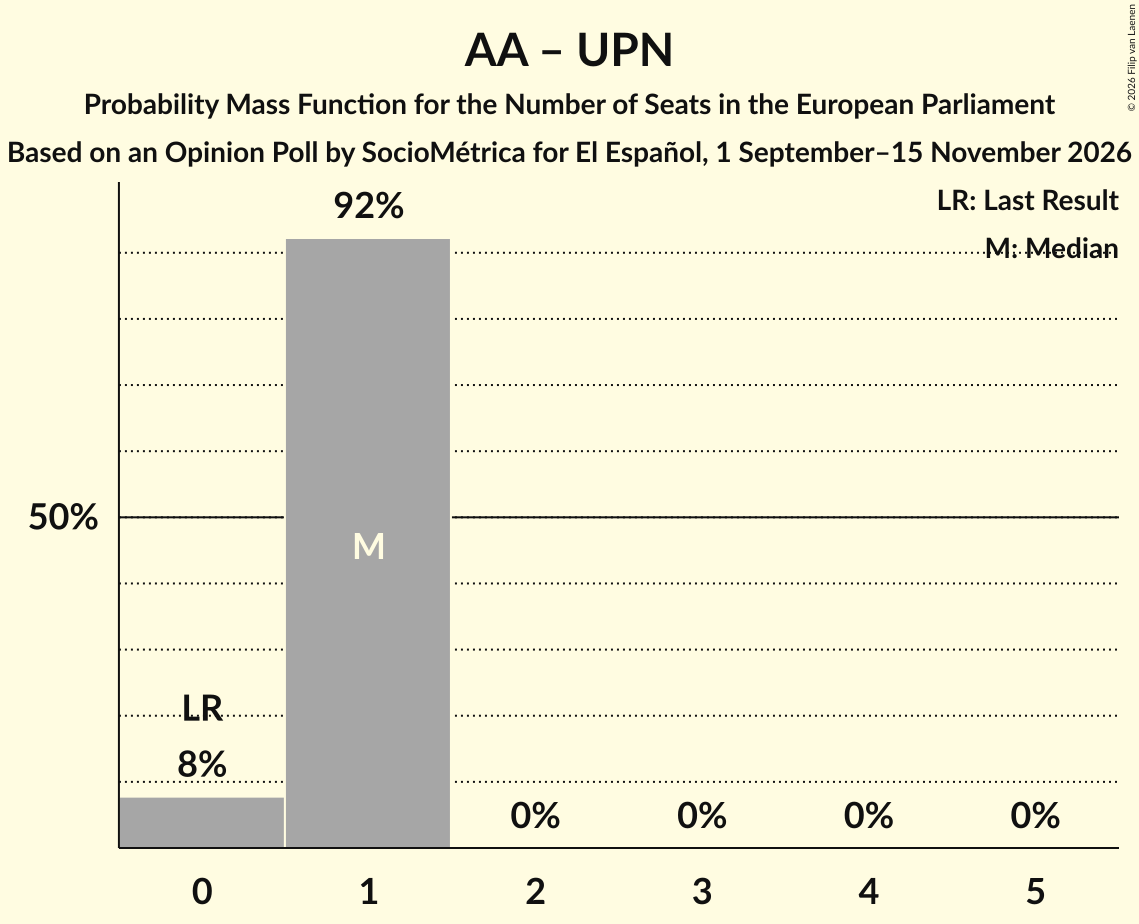 AA – UPN
Probability Mass Function for the Number of Seats in the European Parliament
Based on an Opinion Poll by SocioMétrica for El Español, 1 September–15 November 2026
© 2026 Filip van Laenen
LR: Last Result
M: Median
92%
50%
M
LR
8%
0% 0% 0% 0%
0 1 2 3 4 5